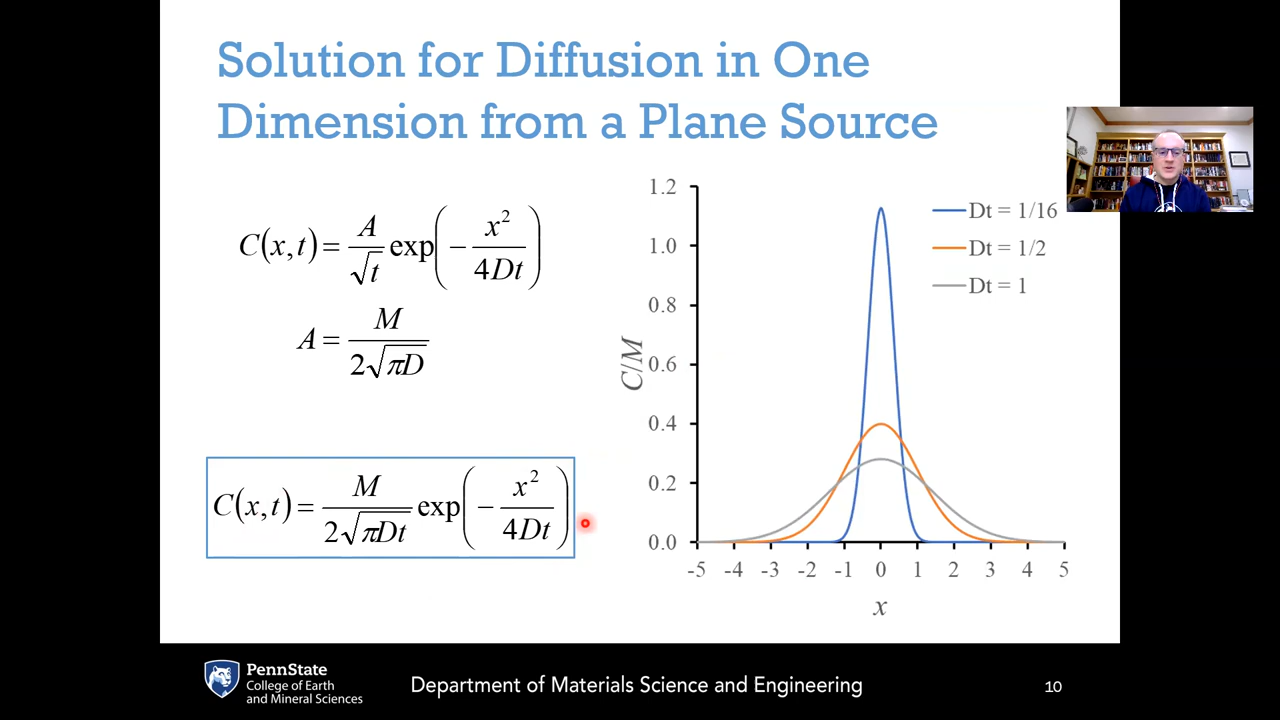 Solution for Diffusion in One
Dimension from a Plane Source
C(x,t) = A/√t exp(−x²/4Dt)
A = M/2√πD
C(x,t) = M/2√πDt exp(−x²/4Dt)
1.2
1.0
0.8
0.6
0.4
0.2
0.0
C/M
-5 -4 -3 -2 -1 0 1 2 3 4 5
x
Dt = 1/16
Dt = 1/2
Dt = 1
PennState
College of Earth
and Mineral Sciences
Department of Materials Science and Engineering
10